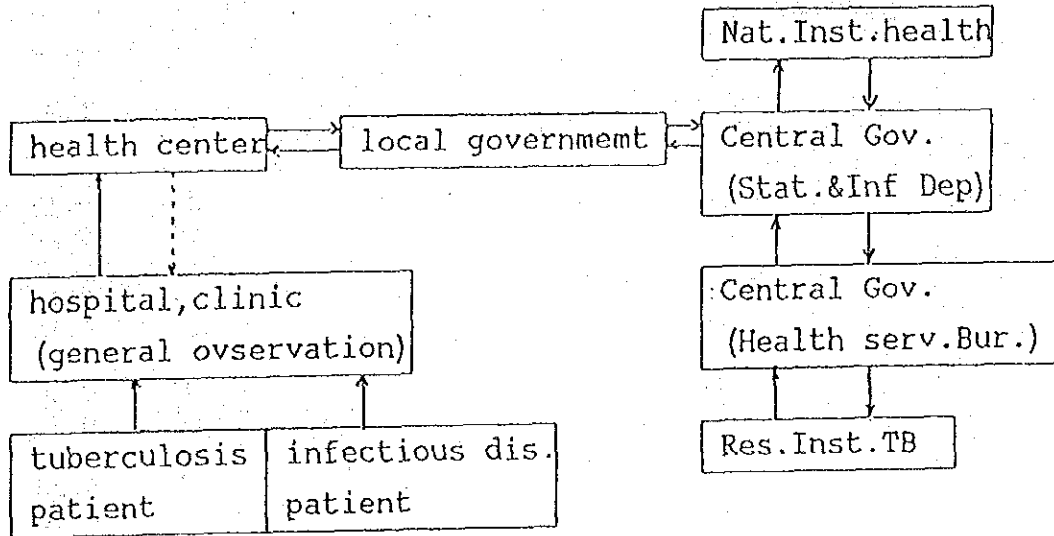 Nat.Inst.health
health center
local governmemt
Central Gov.
(Stat.&Inf Dep)
hospital,clinic
(general ovservation)
Central Gov.
(Health serv.Bur.)
tuberculosis
patient
infectious dis.
patient
Res.Inst.TB